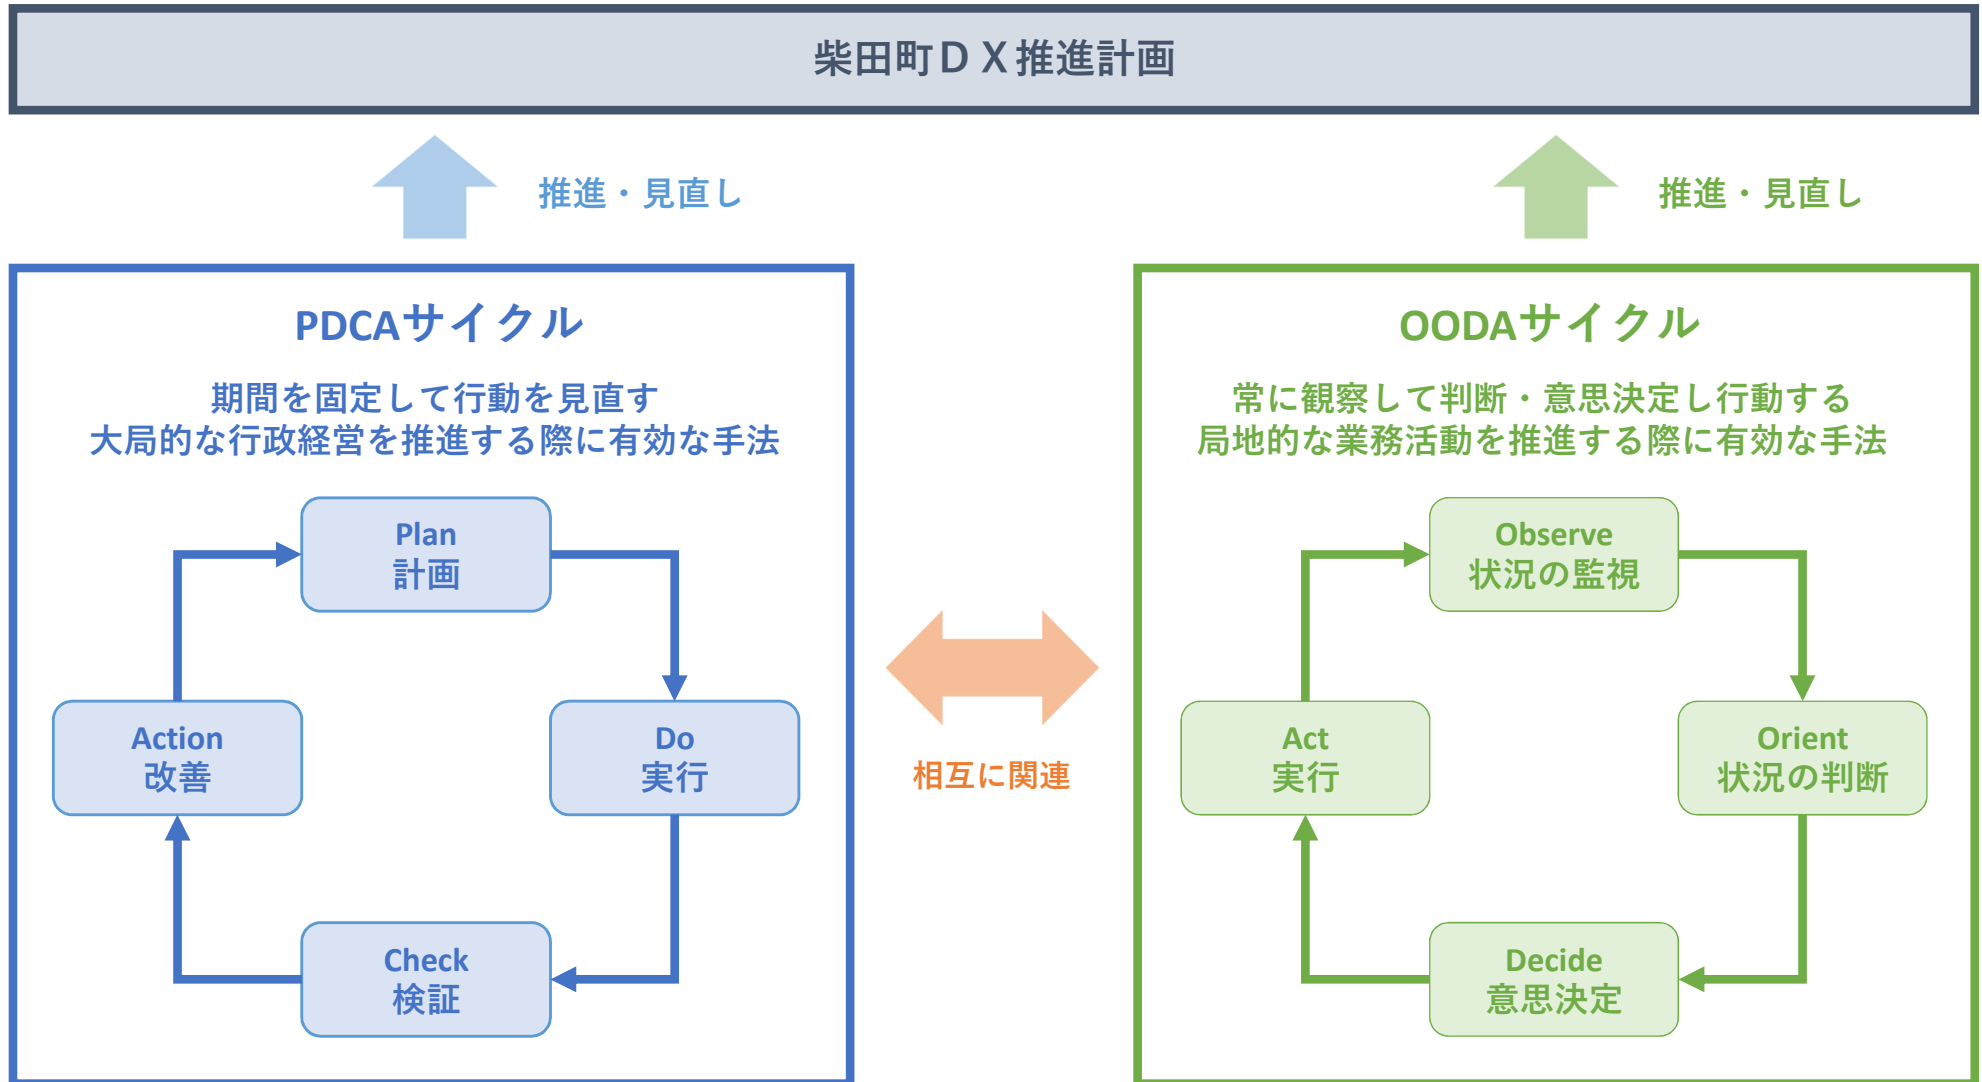 柴田町ＤＸ推進計画
推進・見直し
推進・見直し
PDCAサイクル
期間を固定して行動を見直す
大局的な行政経営を推進する際に有効な手法
Plan
計画
Do
実行
Check
検証
Action
改善
相互に関連
OODAサイクル
常に観察して判断・意思決定し行動する
局地的な業務活動を推進する際に有効な手法
Observe
状況の監視
Orient
状況の判断
Decide
意思決定
Act
実行